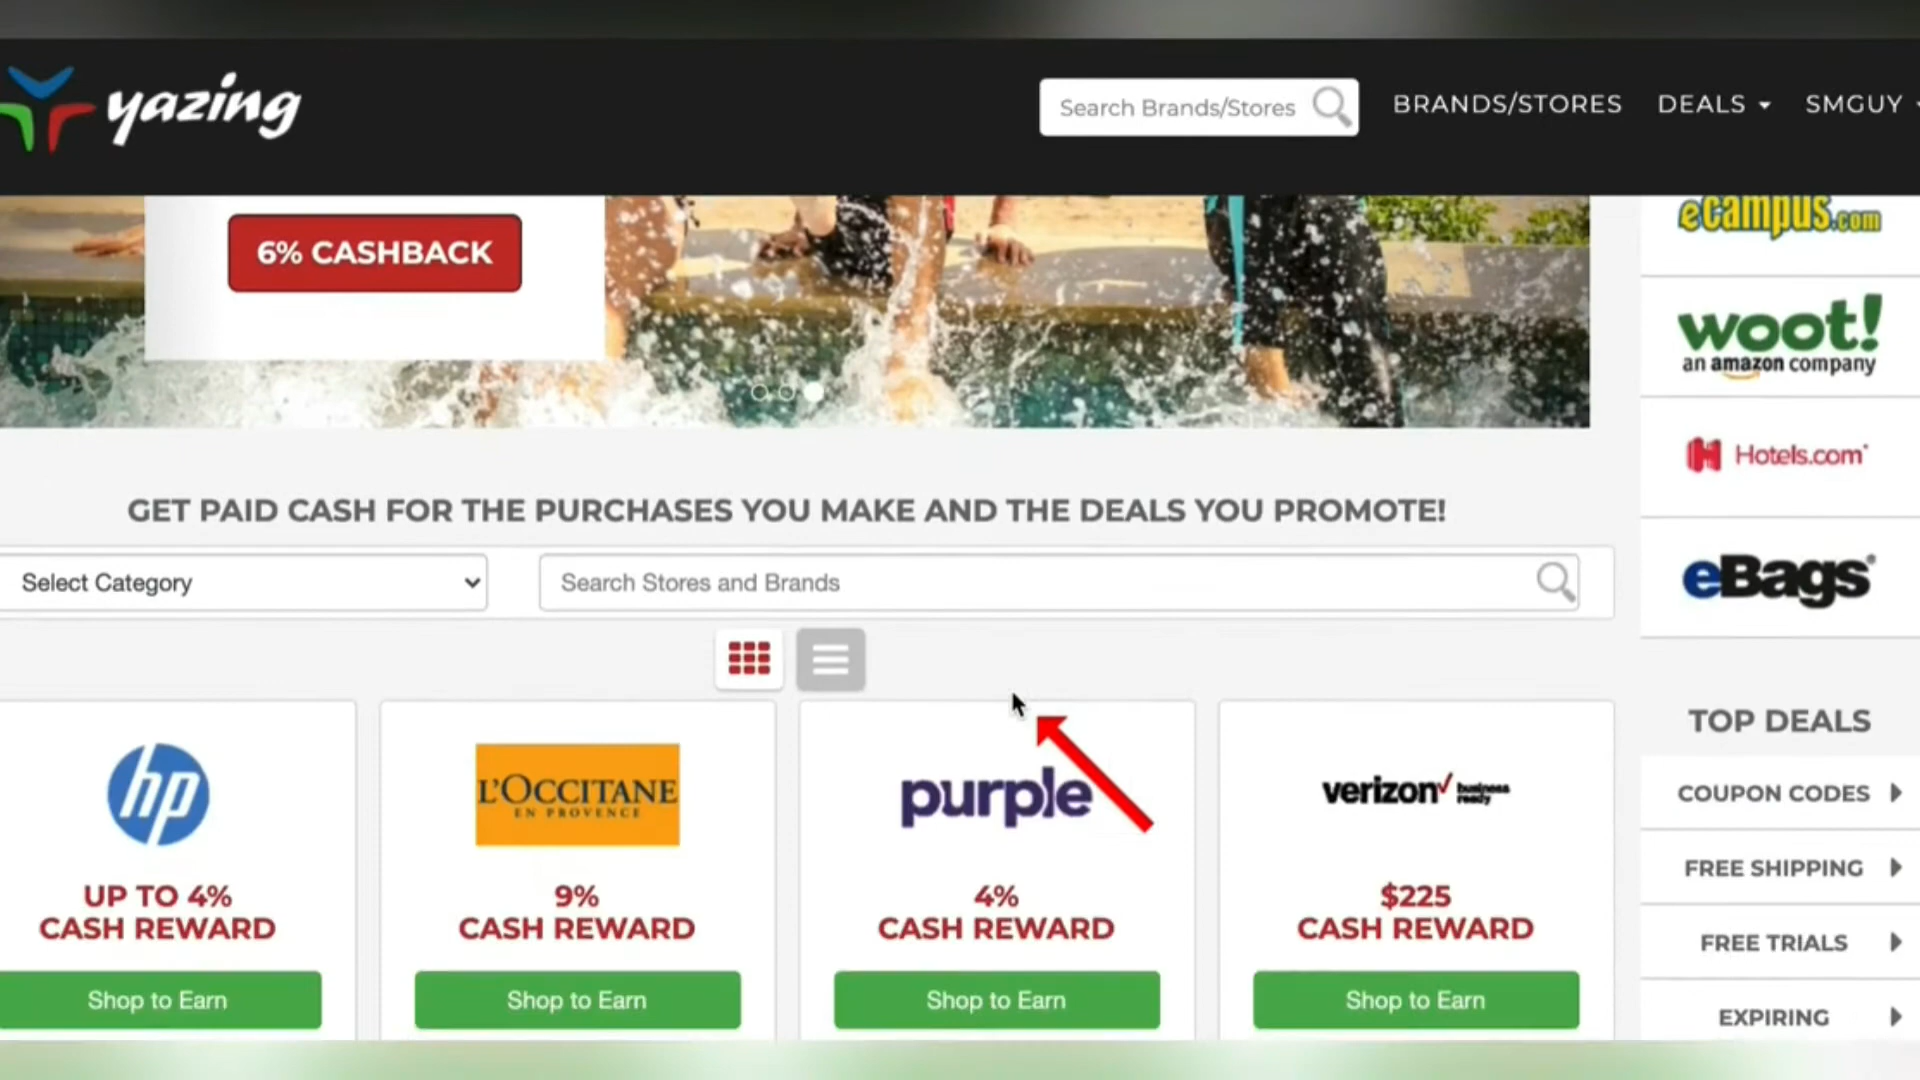 yazing
Search Brands/Stores
BRANDS/STORES
DEALS
SMGUY
6% CASHBACK
ecampus.com
woot!
an amazon company
Hotels.com
eBags
GET PAID CASH FOR THE PURCHASES YOU MAKE AND THE DEALS YOU PROMOTE!
Select Category
Search Stores and Brands
hp
L'OCCITANE
EN PROVENCE
purple
verizon business ready
UP TO 4%
CASH REWARD
9%
CASH REWARD
4%
CASH REWARD
$225
CASH REWARD
Shop to Earn
Shop to Earn
Shop to Earn
Shop to Earn
TOP DEALS
COUPON CODES
FREE SHIPPING
FREE TRIALS
EXPIRING